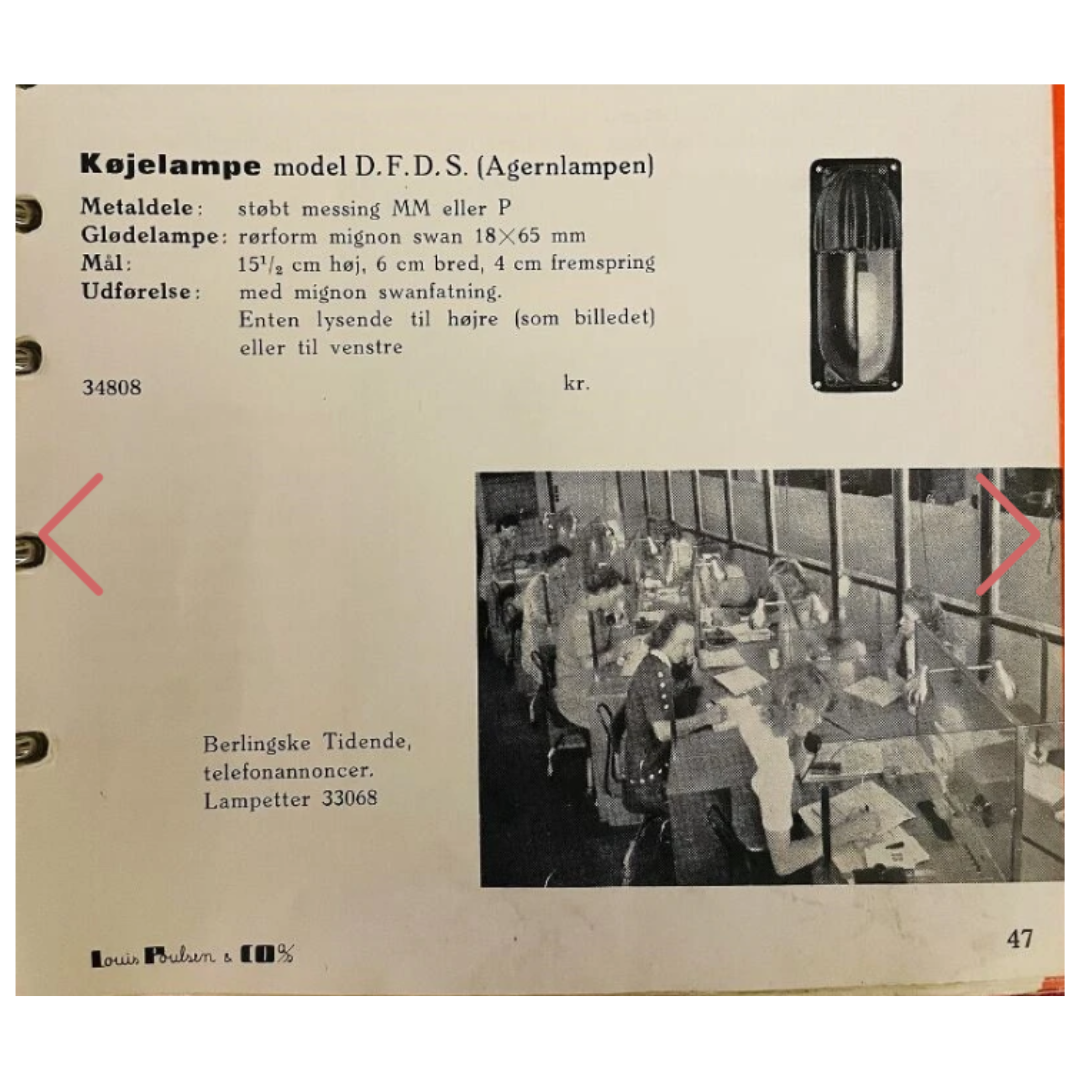 Køjelampe model D.F.D.S. (Agernlampen)
Metaldele: støbt messing MM eller P
Glødelampe: rørform mignon swan 18×65 mm
Mål: 15¹/₂ cm høj, 6 cm bred, 4 cm fremspring
Udførelse: med mignon swanfatning.
Enten lysende til højre (som billedet)
eller til venstre
34808 kr.
Berlingske Tidende,
telefonannoncer.
Lampetter 33068
Louis Poulsen & CO%
47